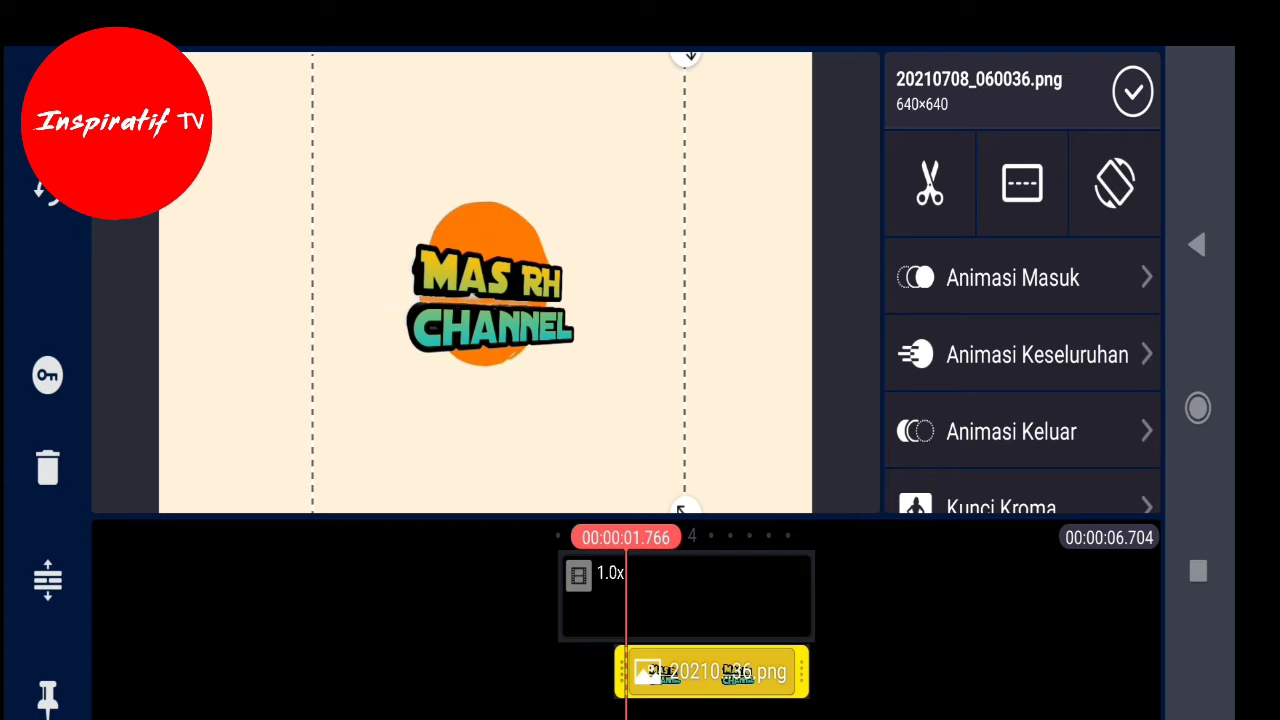 Inspiratif TV
MAS RH
CHANNEL
20210708_060036.png
640×640
Animasi Masuk
Animasi Keseluruhan
Animasi Keluar
Kunci Kroma
00:00:01.766
4
00:00:06.704
1.0x
20210...36.png